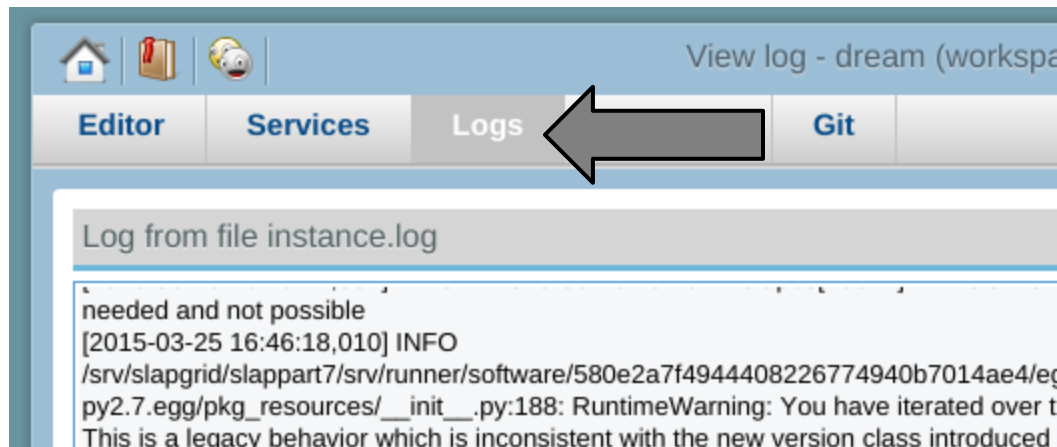 View log - dream (workspa
Editor Services Logs Git
Log from file instance.log
needed and not possible
[2015-03-25 16:46:18,010] INFO
/srv/slapgrid/slappart7/srv/runner/software/580e2a7f4944408226774940b7014ae4/eg
py2.7.egg/pkg_resources/__init__.py:188: RuntimeWarning: You have iterated over t
This is a legacy behavior which is inconsistent with the new version class introduced